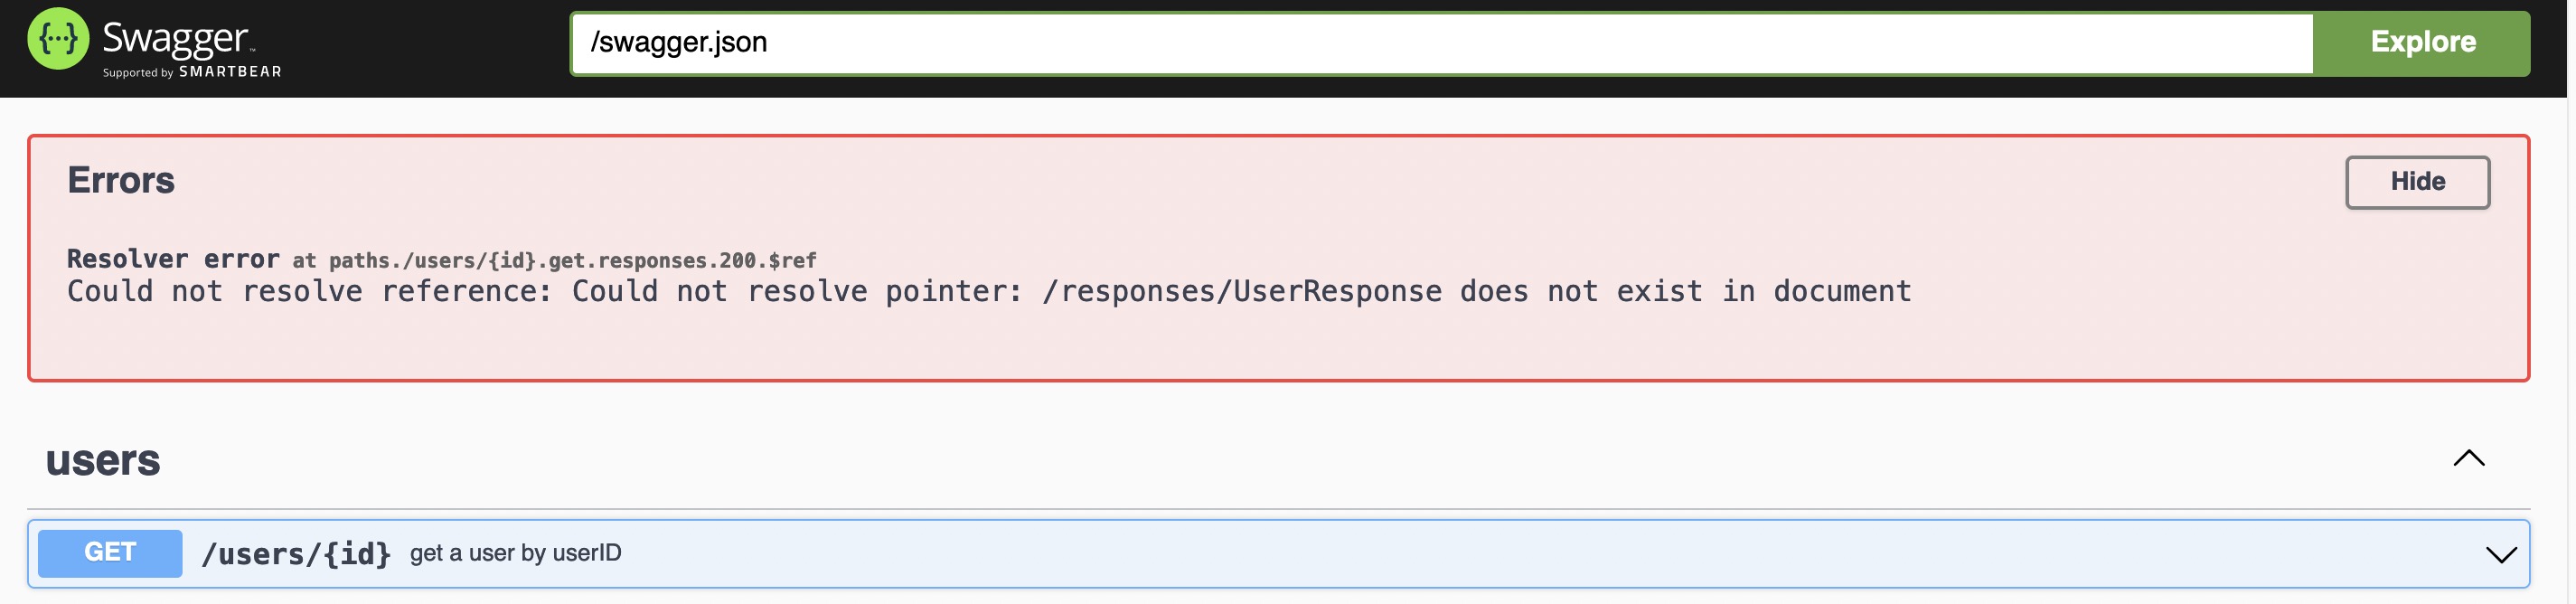 {...} Swagger™
Supported by SMARTBEAR
/swagger.json
Explore
Errors
Hide
Resolver error at paths./users/{id}.get.responses.200.$ref
Could not resolve reference: Could not resolve pointer: /responses/UserResponse does not exist in document
users
GET /users/{id} get a user by userID